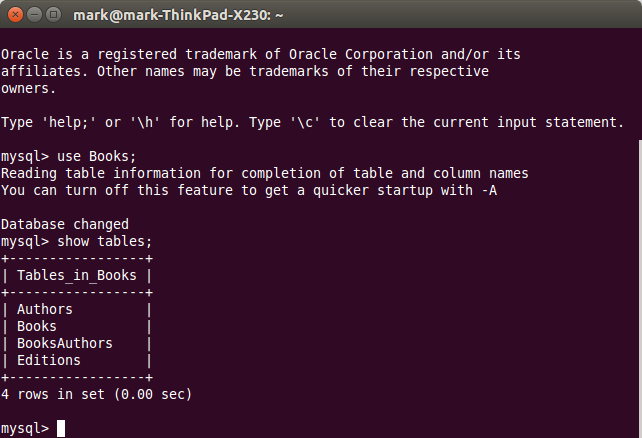 mark@mark-ThinkPad-X230: ~
Oracle is a registered trademark of Oracle Corporation and/or its
affiliates. Other names may be trademarks of their respective
owners.
Type 'help;' or '\h' for help. Type '\c' to clear the current input statement.
mysql> use Books;
Reading table information for completion of table and column names
You can turn off this feature to get a quicker startup with -A
Database changed
mysql> show tables;
+-----------------+
| Tables_in_Books |
+-----------------+
| Authors         |
| Books           |
| BooksAuthors    |
| Editions        |
+-----------------+
4 rows in set (0.00 sec)
mysql>